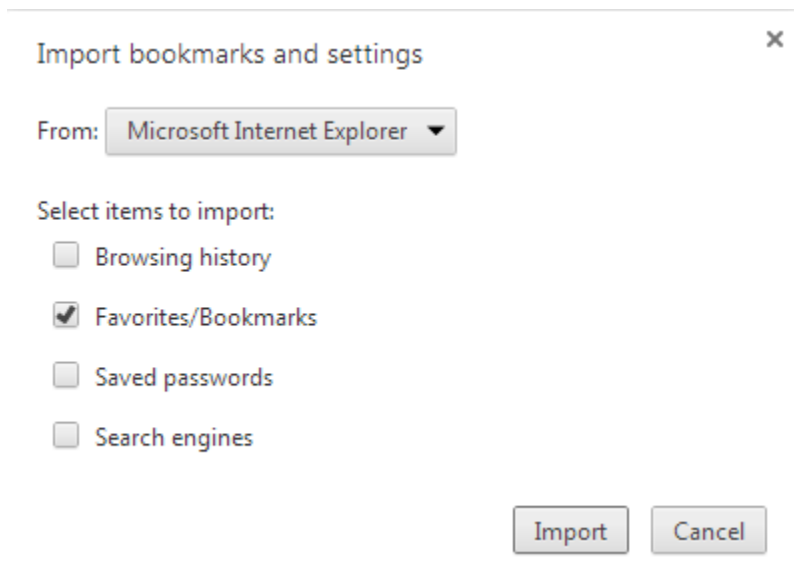 Import bookmarks and settings
From: Microsoft Internet Explorer
Select items to import:
Browsing history
Favorites/Bookmarks
Saved passwords
Search engines
Import Cancel